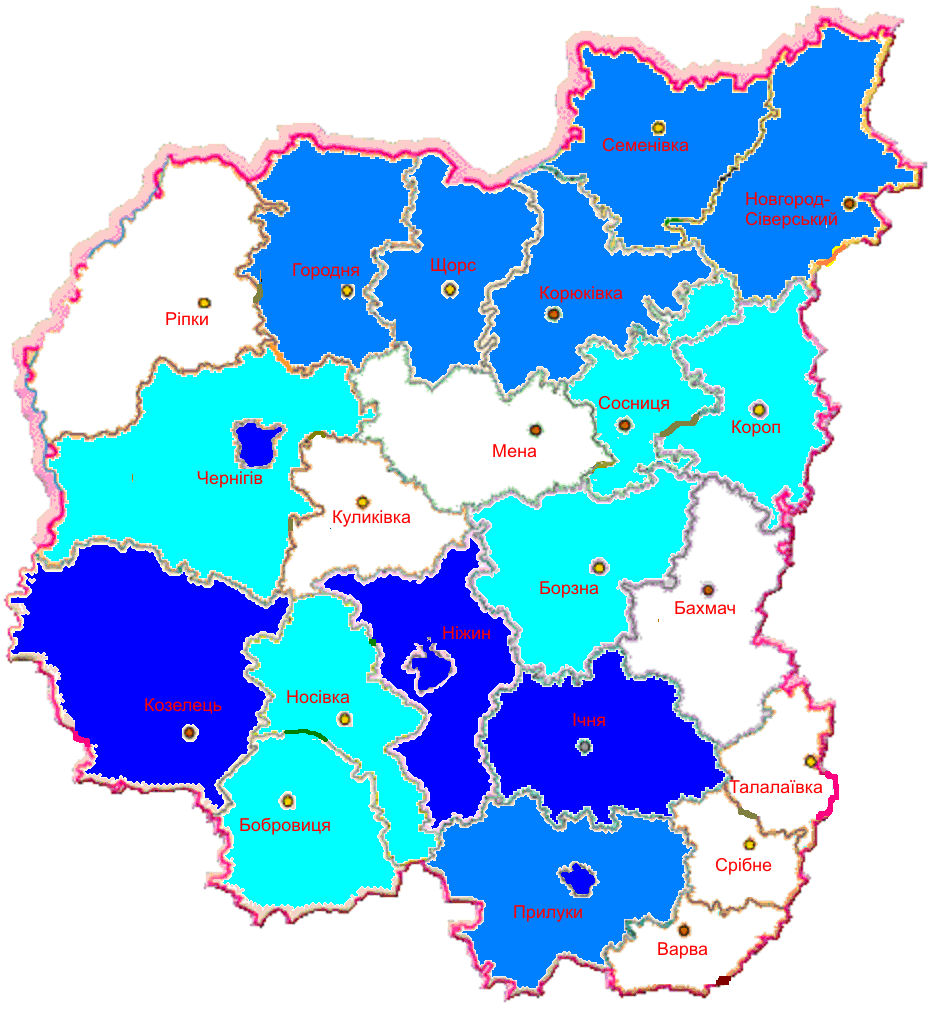 Семенівка
Новгород-
Сіверський
Городня
Щорс
Корюківка
Ріпки
Сосниця
Короп
Мена
Чернігів
Куликівка
Борзна
Бахмач
Ніжин
Носівка
Козелець
Ічня
Талалаївка
Бобровиця
Срібне
Прилуки
Варва